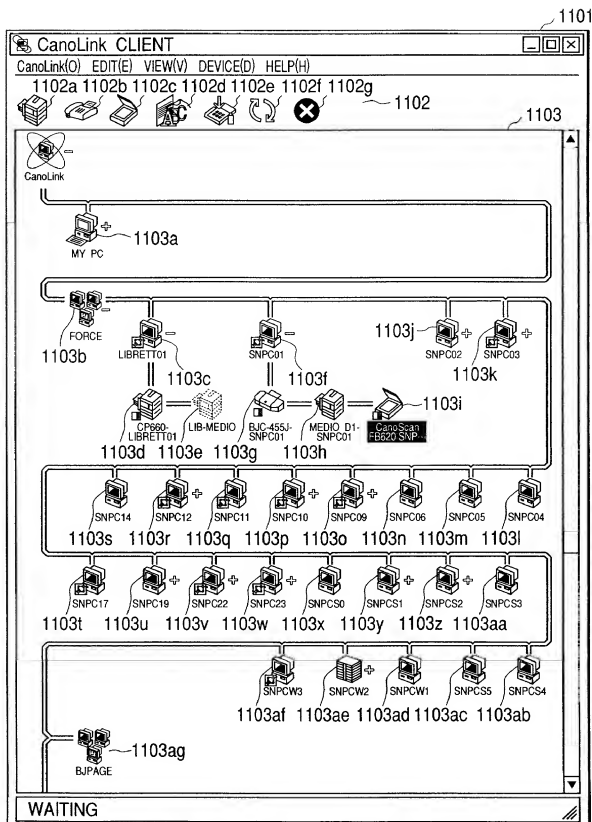 1101
CanoLink CLIENT
CanoLink(O) EDIT(E) VIEW(V) DEVICE(D) HELP(H)
1102a 1102b 1102c 1102d 1102e 1102f 1102g
1102
1103
CanoLink
1103a
MY PC
FORCE
1103b
LIBRETT01
1103c
SNPC01
1103f
1103j
SNPC02
SNPC03
1103k
1103i
CP660-
LIBRETT01
LIB-MEDIO
BJC-455J-
SNPC01
MEDIO_D1-
SNPC01
CanoScan
FB620 SNP...
1103d 1103e 1103g 1103h
SNPC14 SNPC12 SNPC11 SNPC10 SNPC09 SNPC06 SNPC05 SNPC04
1103s 1103r 1103q 1103p 1103o 1103n 1103m 1103l
SNPC17 SNPC19 SNPC22 SNPC23 SNPCS0 SNPCS1 SNPCS2 SNPCS3
1103t 1103u 1103v 1103w 1103x 1103y 1103z 1103aa
SNPCW3 SNPCW2 SNPCW1 SNPCS5 SNPCS4
1103af 1103ae 1103ad 1103ac 1103ab
1103ag
BJPAGE
WAITING